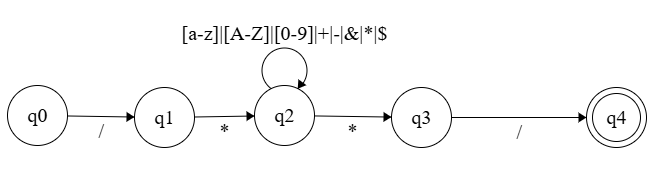 [a-z]|[A-Z]|[0-9]|+|-|&|*|$
q0 q1 q2 q3 q4
/ * * /